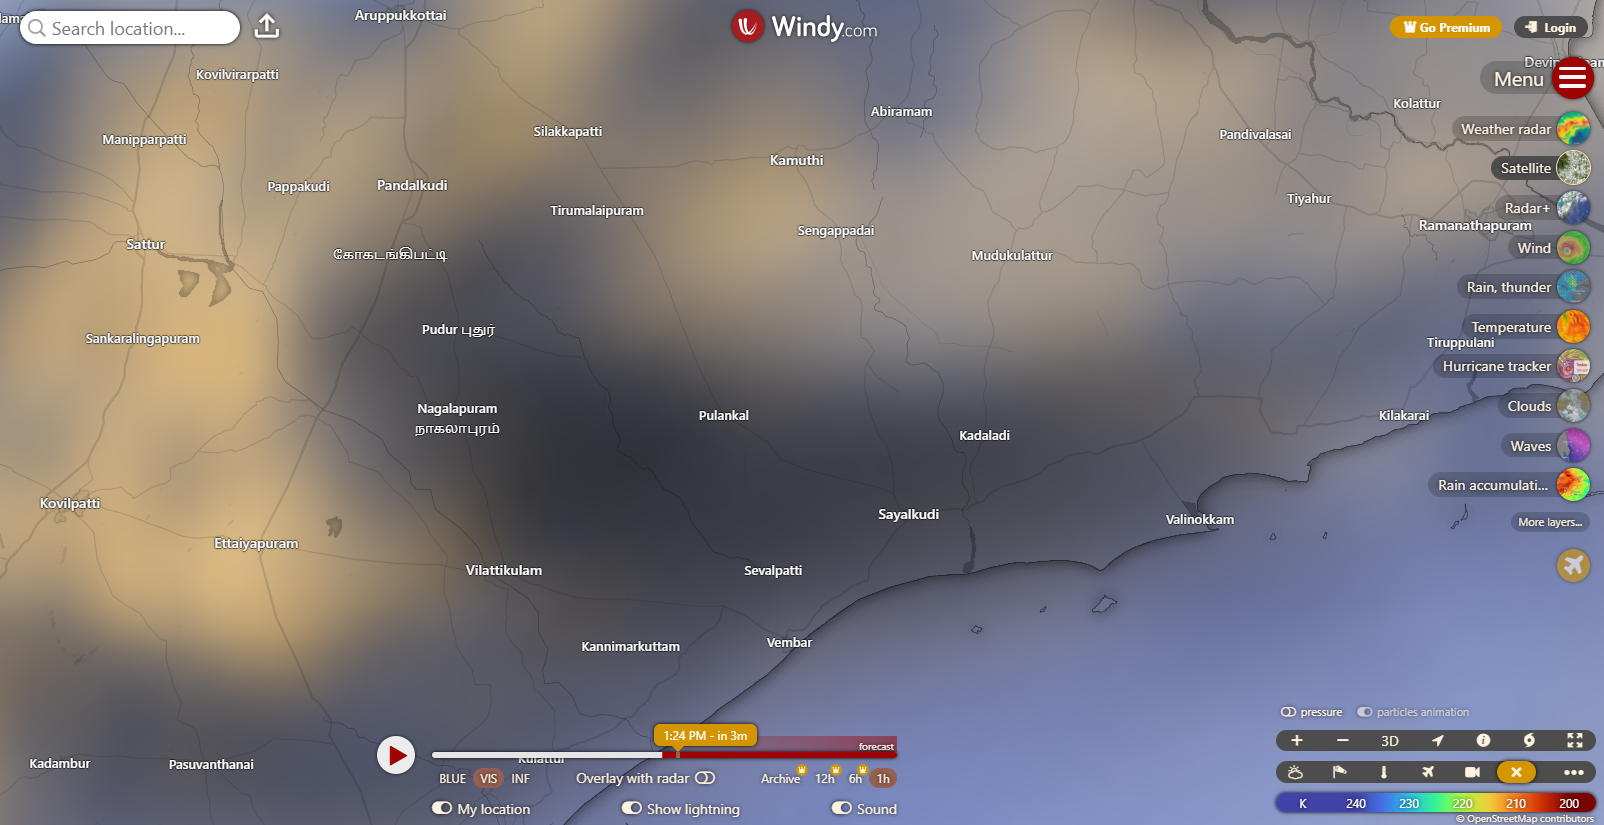 Aruppukkottai
Search location...
Windy.com
Go Premium
Login
Menu
Kovilvirarpatti
Abiramam
Kolattur
Manipparpatti
Silakkapatti
Pandivalasai
Weather radar
Kamuthi
Satellite
Pappakudi
Pandalkudi
Tirumalaipuram
Tiyahur
Radar+
Sengappadai
Ramanathapuram
Sattur
கோகடங்கிபட்டி
Mudukulattur
Wind
Rain, thunder
Sankaralingapuram
Pudur புதுர்
Temperature
Tiruppulani
Hurricane tracker
Nagalapuram
நாகலாபுரம்
Pulankal
Kadaladi
Kilakarai
Clouds
Waves
Rain accumulati...
Kovilpatti
Sayalkudi
Valinokkam
More layers...
Ettaiyapuram
Vilattikulam
Sevalpatti
Kannimarkuttam
Vembar
pressure
particles animation
1:24 PM - in 3m
forecast
3D
Kadambur
Pasuvanthanai
Kulattur
BLUE VIS INF
Overlay with radar
Archive 12h 6h 1h
My location
Show lightning
Sound
K 240 230 220 210 200
© OpenStreetMap contributors